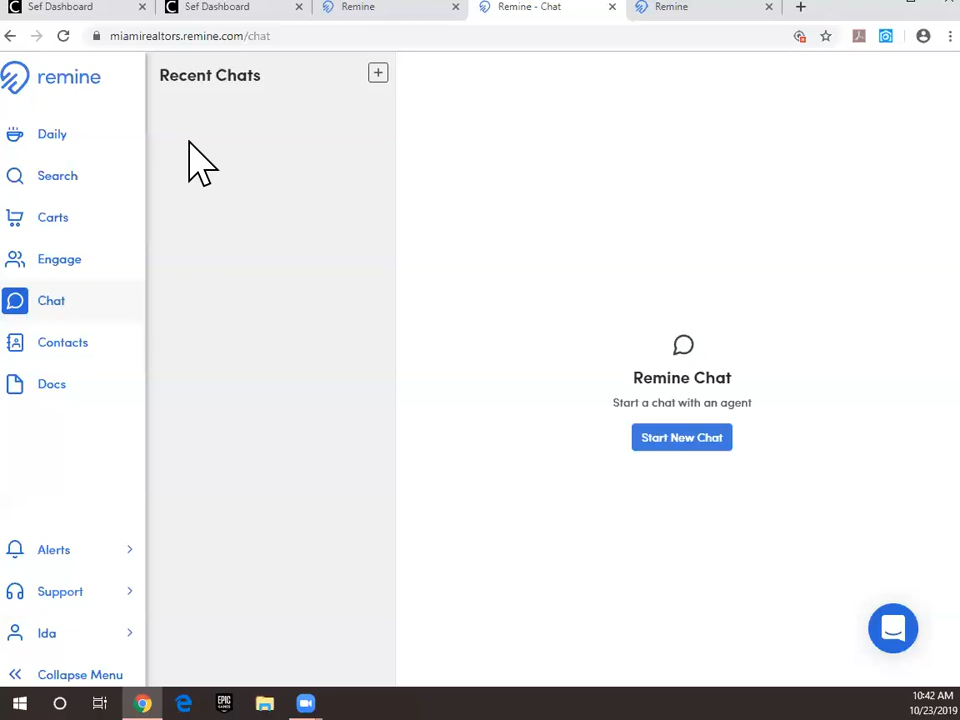 Sef Dashboard
Sef Dashboard
Remine
Remine - Chat
Remine
miamirealtors.remine.com/chat
remine
Recent Chats
Daily
Search
Carts
Engage
Chat
Contacts
Docs
Remine Chat
Start a chat with an agent
Start New Chat
Alerts
Support
Ida
Collapse Menu
EPIC
GAMES
10:42 AM
10/23/2019